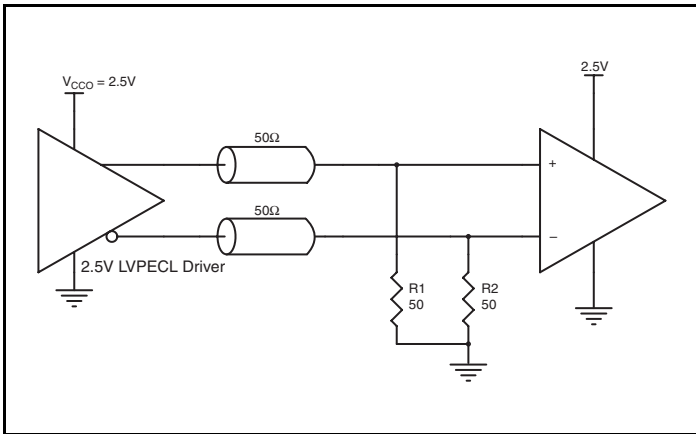 V_CCO = 2.5V
2.5V
50Ω
+
50Ω
−
2.5V LVPECL Driver
R1
50
R2
50